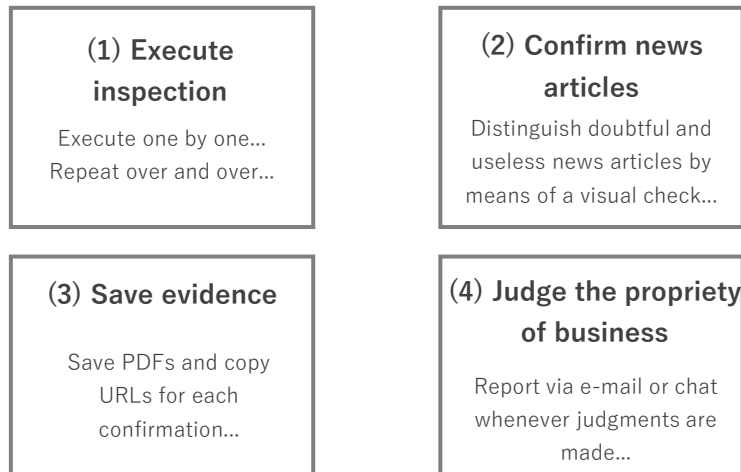 (1) Execute
inspection
Execute one by one...
Repeat over and over...
(2) Confirm news
articles
Distinguish doubtful and
useless news articles by
means of a visual check...
(3) Save evidence
Save PDFs and copy
URLs for each
confirmation...
(4) Judge the propriety
of business
Report via e-mail or chat
whenever judgments are
made...